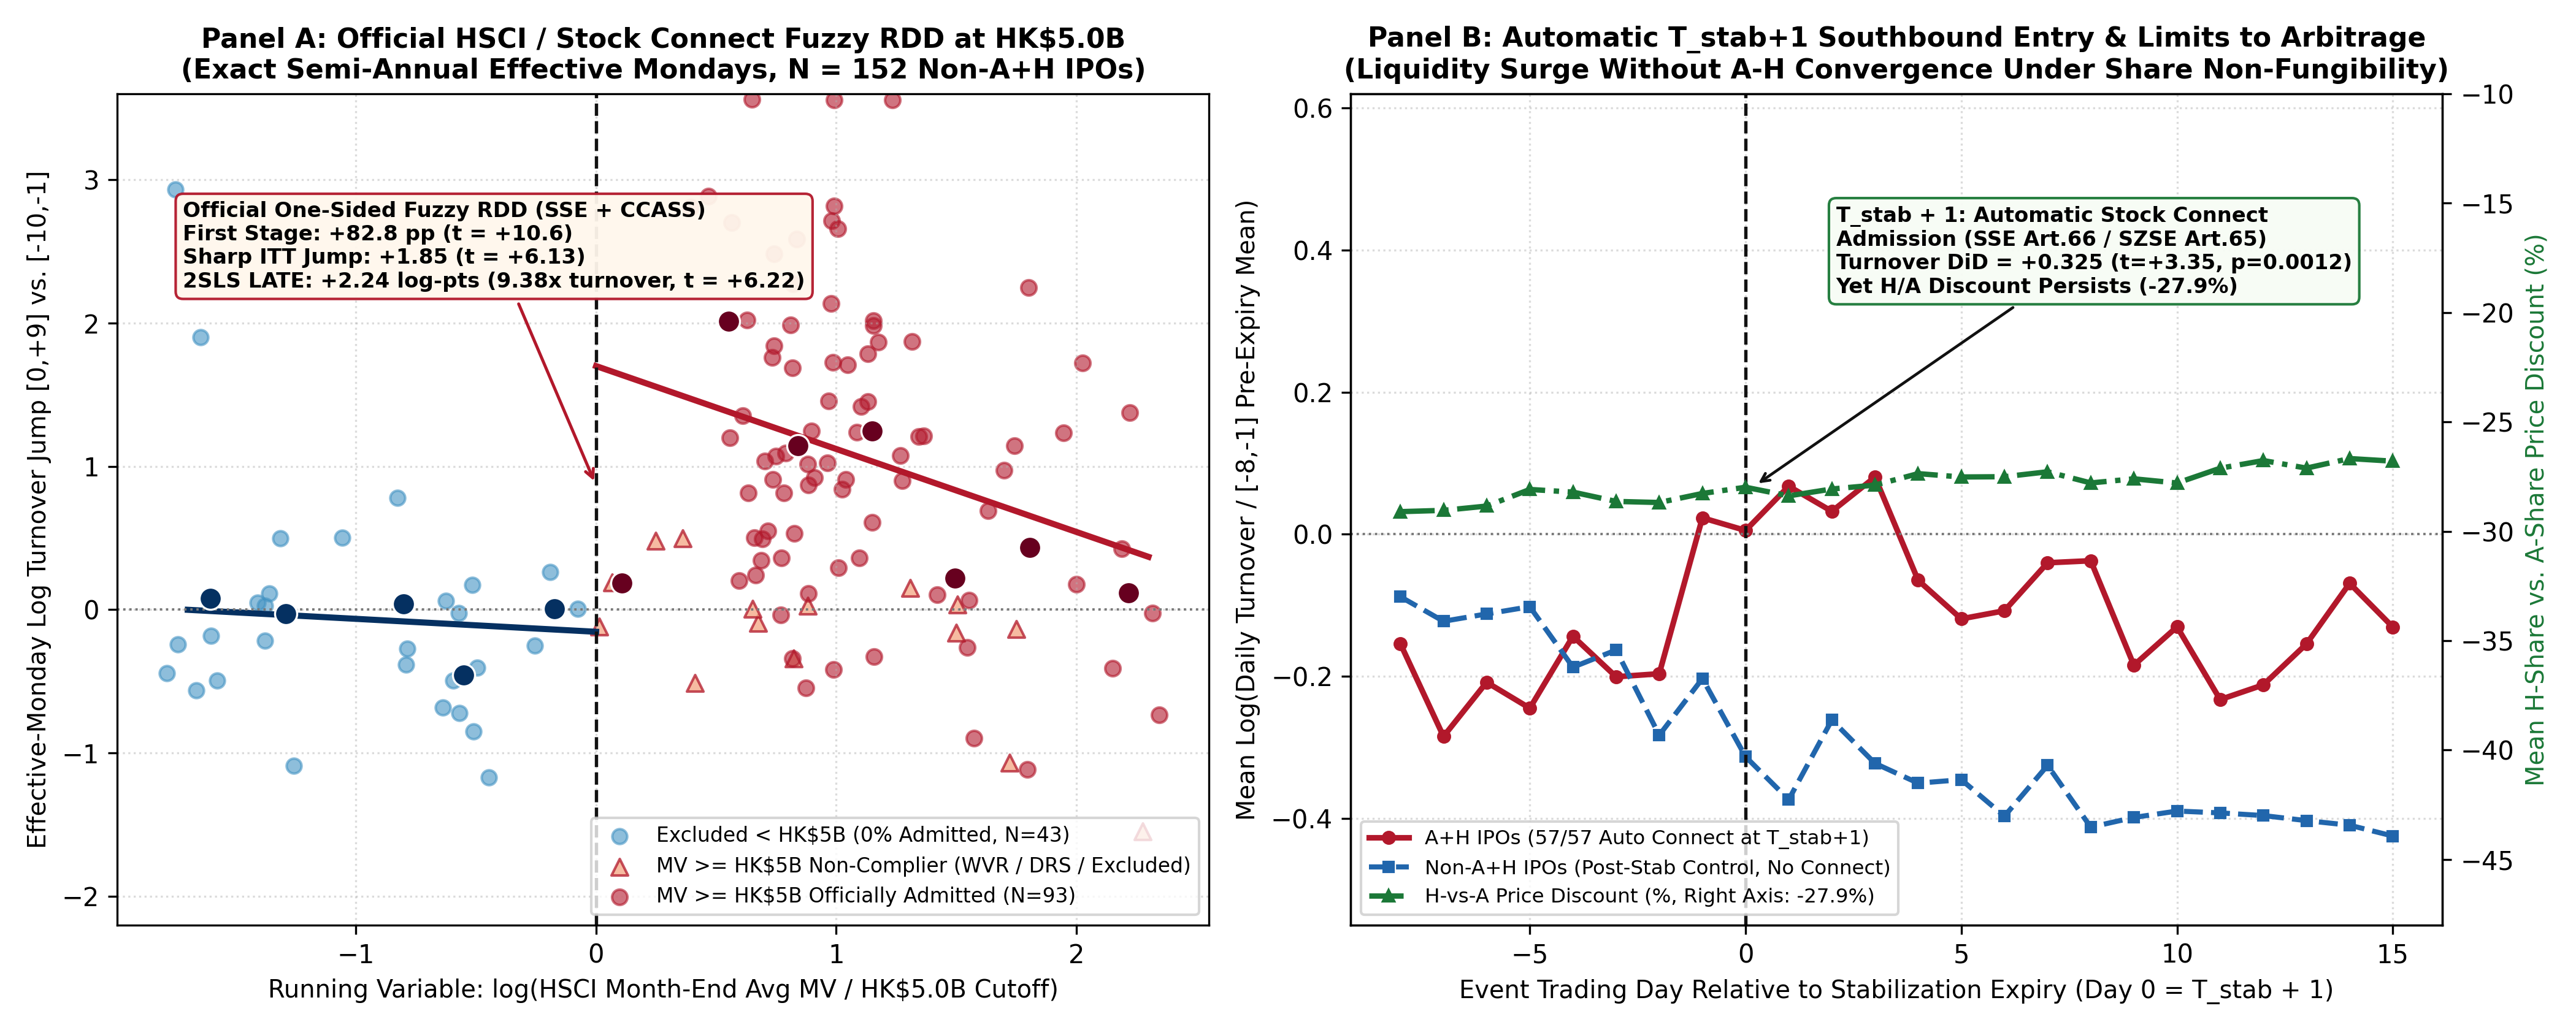 Panel A: Official HSCI / Stock Connect Fuzzy RDD at HK$5.0B
(Exact Semi-Annual Effective Mondays, N = 152 Non-A+H IPOs)
Effective-Monday Log Turnover Jump [0,+9] vs. [-10,-1]
3
2
1
0
−1
−2
Official One-Sided Fuzzy RDD (SSE + CCASS)
First Stage: +82.8 pp (t = +10.6)
Sharp ITT Jump: +1.85 (t = +6.13)
2SLS LATE: +2.24 log-pts (9.38x turnover, t = +6.22)
Excluded < HK$5B (0% Admitted, N=43)
MV >= HK$5B Non-Complier (WVR / DRS / Excluded)
MV >= HK$5B Officially Admitted (N=93)
−1
0
1
2
Running Variable: log(HSCI Month-End Avg MV / HK$5.0B Cutoff)
Panel B: Automatic T_stab+1 Southbound Entry & Limits to Arbitrage
(Liquidity Surge Without A-H Convergence Under Share Non-Fungibility)
Mean Log(Daily Turnover / [-8,-1] Pre-Expiry Mean)
0.6
0.4
0.2
0.0
−0.2
−0.4
T_stab + 1: Automatic Stock Connect
Admission (SSE Art.66 / SZSE Art.65)
Turnover DiD = +0.325 (t=+3.35, p=0.0012)
Yet H/A Discount Persists (-27.9%)
A+H IPOs (57/57 Auto Connect at T_stab+1)
Non-A+H IPOs (Post-Stab Control, No Connect)
H-vs-A Price Discount (%, Right Axis: -27.9%)
−5
0
5
10
15
Event Trading Day Relative to Stabilization Expiry (Day 0 = T_stab + 1)
−10
−15
−20
−25
−30
−35
−40
−45
Mean H-Share vs. A-Share Price Discount (%)